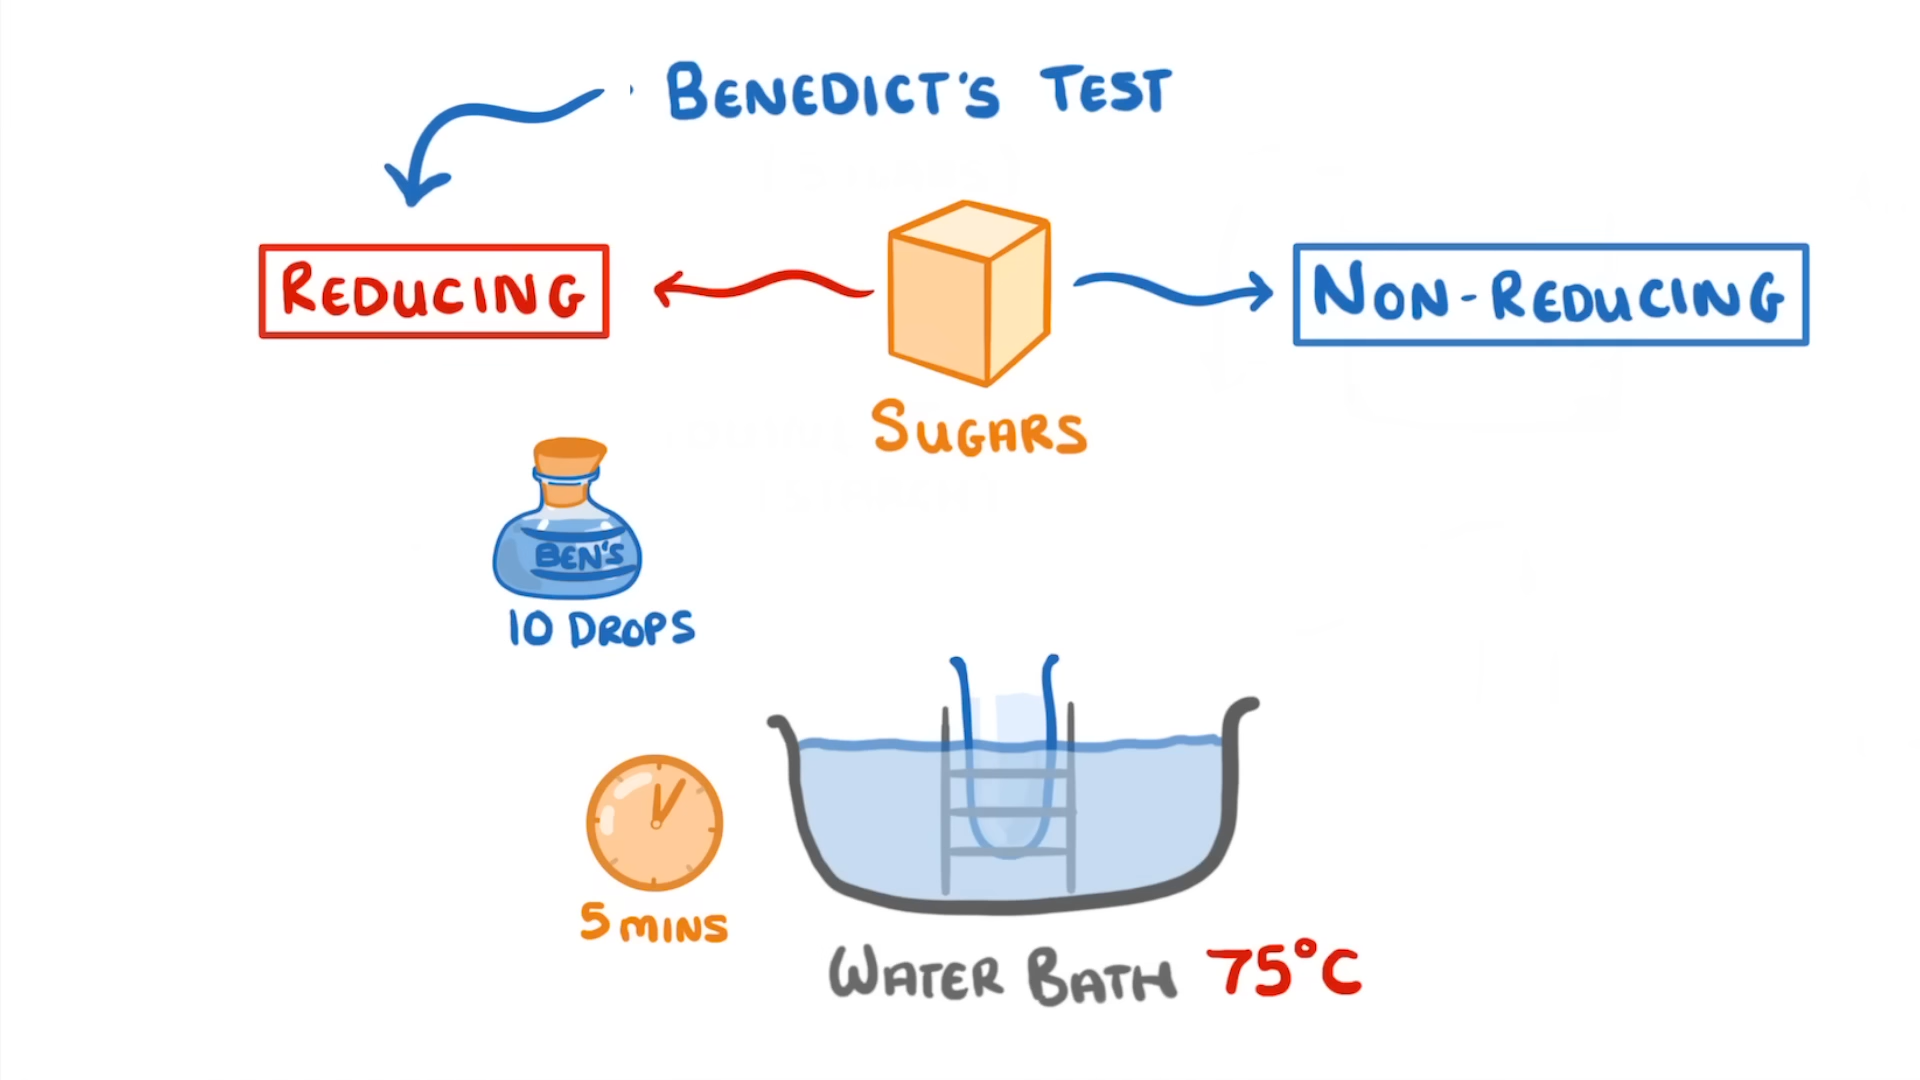 BENEDICT'S TEST
REDUCING
NON-REDUCING
SUGARS
BEN'S
10 DROPS
5 MINS
WATER BATH 75°C